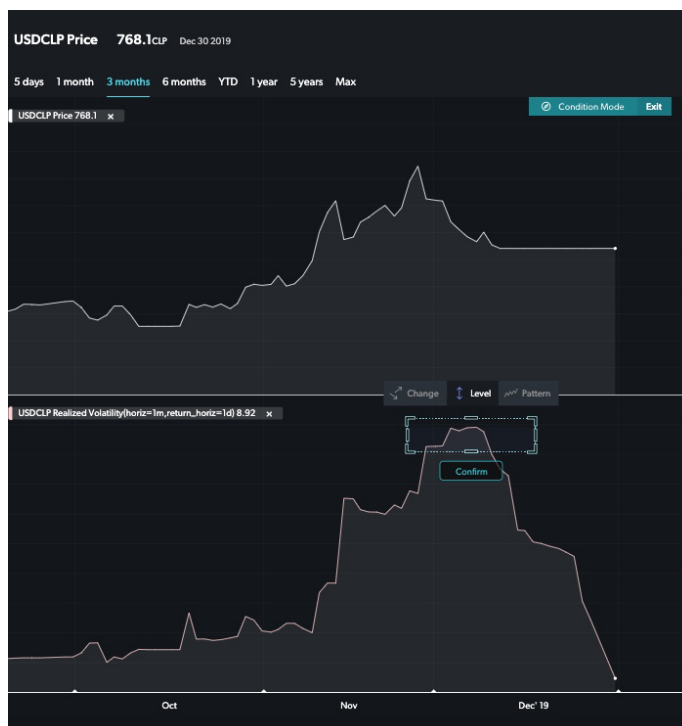 USDCLP Price 768.1CLP Dec 30 2019
5 days 1 month 3 months 6 months YTD 1 year 5 years Max
Condition Mode Exit
USDCLP Price 768.1 ×
Change Level Pattern
USDCLP Realized Volatility(horiz=1m,return_horiz=1d) 8.92 ×
Confirm
Oct Nov Dec' 19